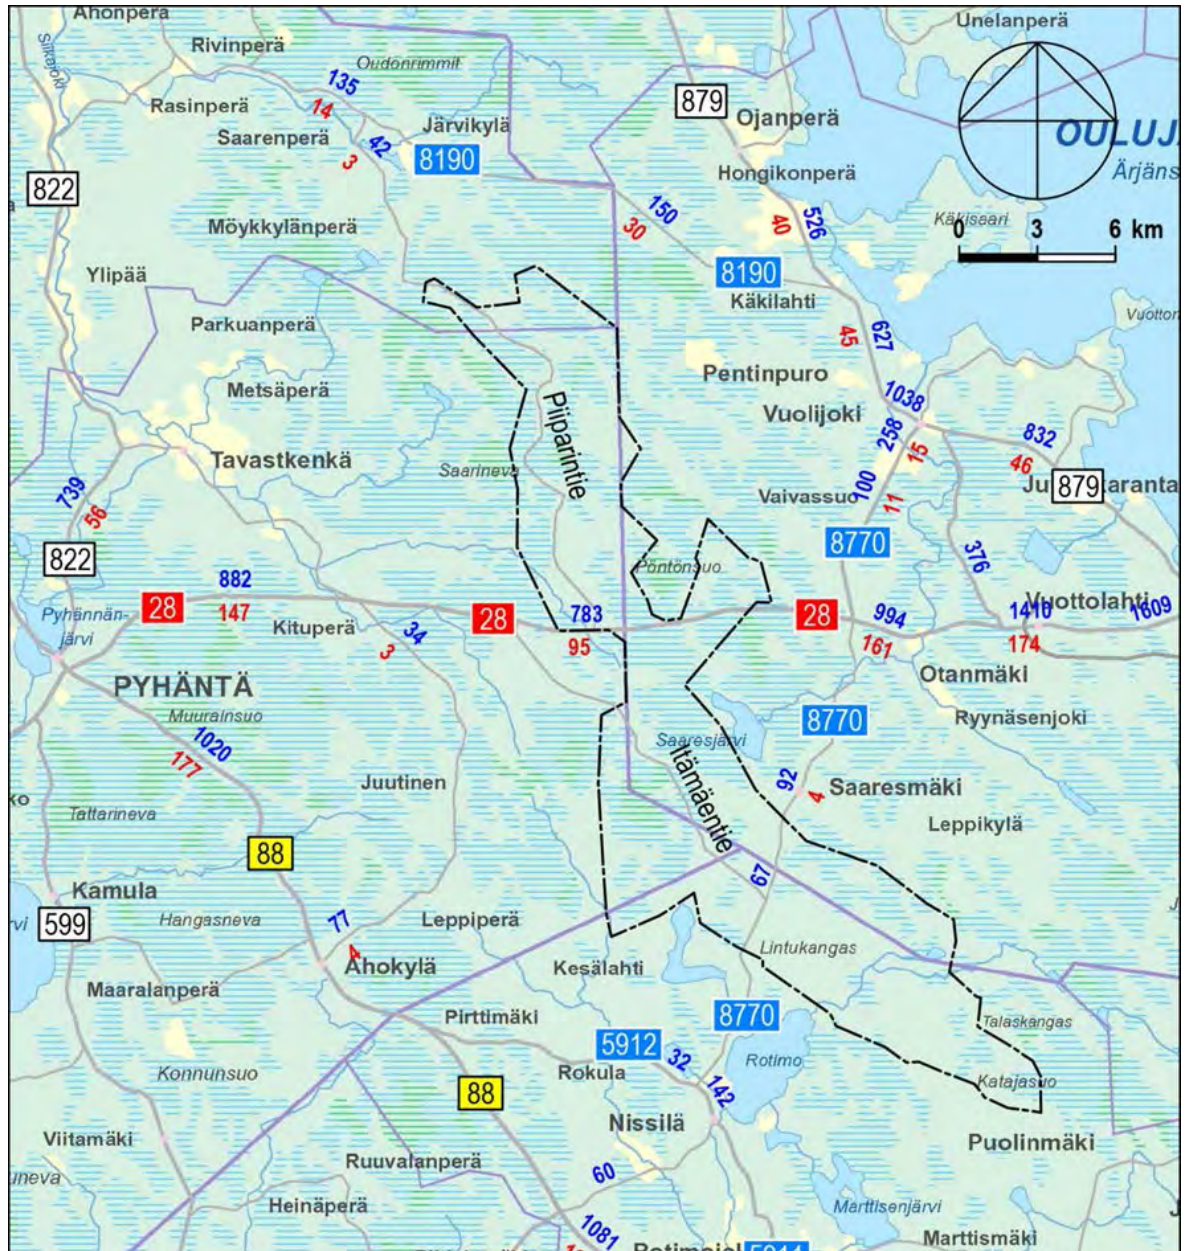 Ahonperä
Unelanperä
Rivinperä
Siikajoki
Oudonrimmit
135
879
Rasinperä
14
Järvikylä
Ojanperä
Saarenperä
42
3
8190
Ärjäns
Hongikonperä
822
150
526
Käkisaari
Möykkylänperä
30
40
0 3 6 km
Ylipää
8190
Käkilahti
Parkuanperä
45
627
Pentinpuro
Metsäperä
1038
Piiparintie
Vuolijoki
258
832
Tavastkenkä
Saarineva
15
46
739
56
Vaivassuo
100
11
879
822
8770
376
Pöntönsuo
882
783
Vuottolahti
28
28
28
994
1410
1609
Pyhännän-
järvi
147
Kituperä
34
3
95
161
174
Otanmäki
PYHÄNTÄ
Muurainsuo
8770
Ryynäsenjoki
1020
Saaresjärvi
177
Juutinen
Itämäentie
92
4
Saaresmäki
Tattarineva
Leppikylä
88
67
Kamula
77
599
Hangasneva
Leppiperä
Lintukangas
4
Ahokylä
Kesälahti
Maaralanperä
8770
Talaskangas
Pirttimäki
5912
32
Rotimo
Konnunsuo
Rokula
142
Katajasuo
88
Nissilä
Viitamäki
Puolinmäki
Ruuvalanperä
60
Heinäperä
Marttisenjärvi
1081
Marttismäki